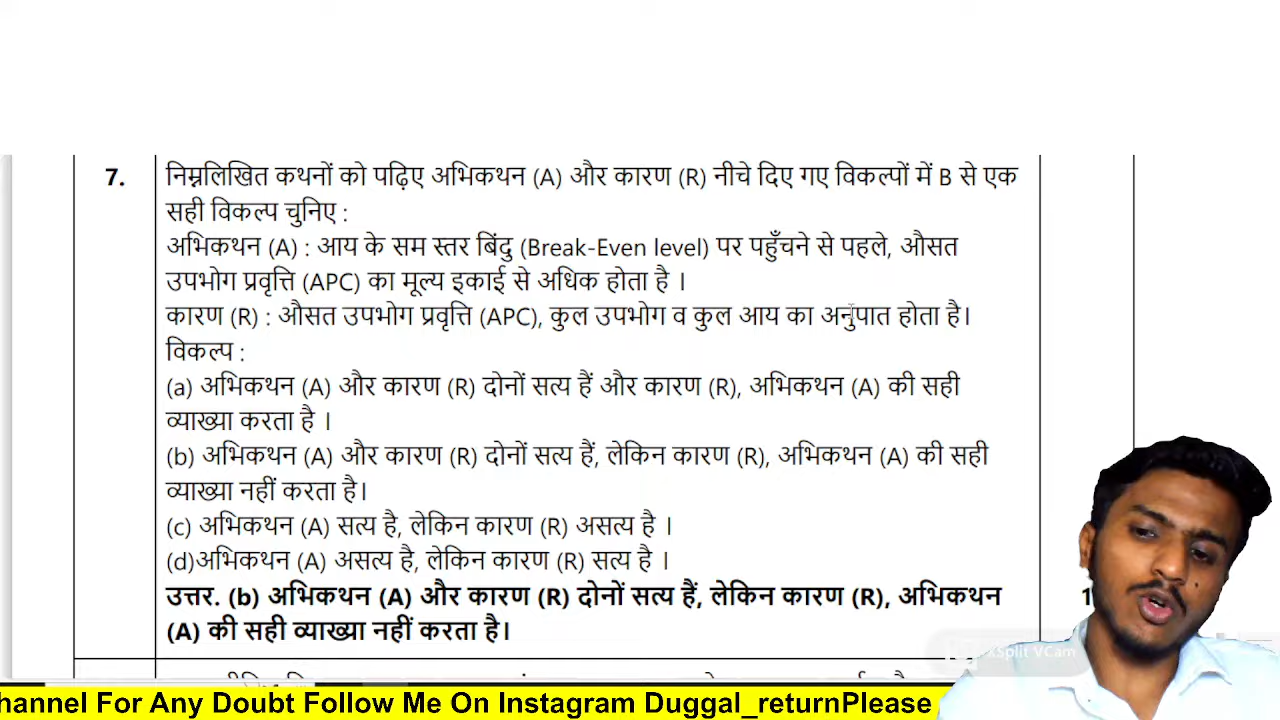 7.
निम्नलिखित कथनों को पढ़िए अभिकथन (A) और कारण (R) नीचे दिए गए विकल्पों में B से एक
सही विकल्प चुनिए :
अभिकथन (A) : आय के सम स्तर बिंदु (Break-Even level) पर पहुँचने से पहले, औसत
उपभोग प्रवृत्ति (APC) का मूल्य इकाई से अधिक होता है ।
कारण (R) : औसत उपभोग प्रवृत्ति (APC), कुल उपभोग व कुल आय का अनुपात होता है।
विकल्प :
(a) अभिकथन (A) और कारण (R) दोनों सत्य हैं और कारण (R), अभिकथन (A) की सही
व्याख्या करता है ।
(b) अभिकथन (A) और कारण (R) दोनों सत्य हैं, लेकिन कारण (R), अभिकथन (A) की सही
व्याख्या नहीं करता है।
(c) अभिकथन (A) सत्य है, लेकिन कारण (R) असत्य है ।
(d)अभिकथन (A) असत्य है, लेकिन कारण (R) सत्य है ।
उत्तर. (b) अभिकथन (A) और कारण (R) दोनों सत्य हैं, लेकिन कारण (R), अभिकथन
(A) की सही व्याख्या नहीं करता है।
1
XSplit VCam
hannel For Any Doubt Follow Me On Instagram Duggal_returnPlease